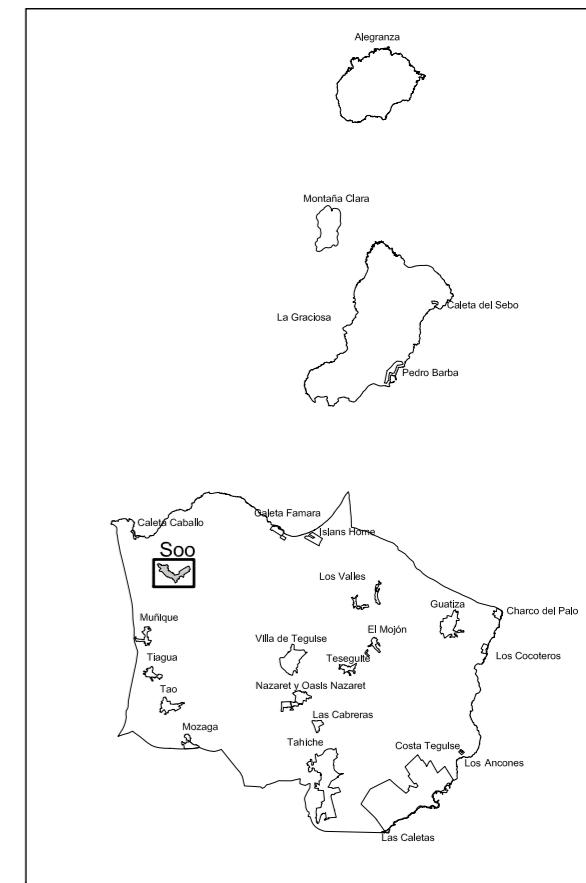 Alegranza
Montaña Clara
La Graciosa
Caleta del Sebo
Pedro Barba
Caleta Caballo
Caleta Famara
Islans Home
Soo
Los Valles
Guatiza
Charco del Palo
Muñique
El Mojón
Los Cocoteros
Villa de Teguise
Teseguite
Tiagua
Nazaret y Oasis Nazaret
Tao
Las Cabreras
Mozaga
Tahiche
Costa Teguise
Los Ancones
Las Caletas